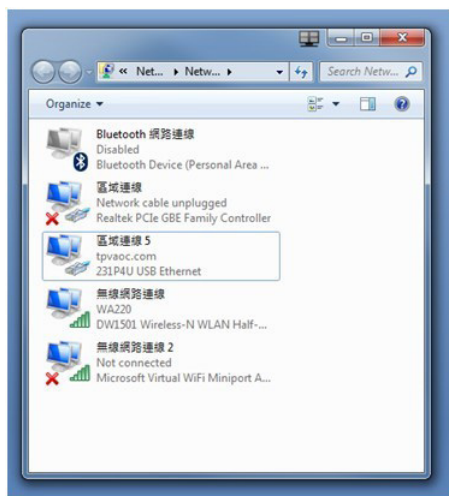 « Net... ▸ Netw... ▸
Search Netw...
Organize
Bluetooth 網路連線
Disabled
Bluetooth Device (Personal Area ...
區域連線
Network cable unplugged
Realtek PCIe GBE Family Controller
區域連線 5
tpvaoc.com
231P4U USB Ethernet
無線網路連線
WA220
DW1501 Wireless-N WLAN Half-...
無線網路連線 2
Not connected
Microsoft Virtual WiFi Miniport A...